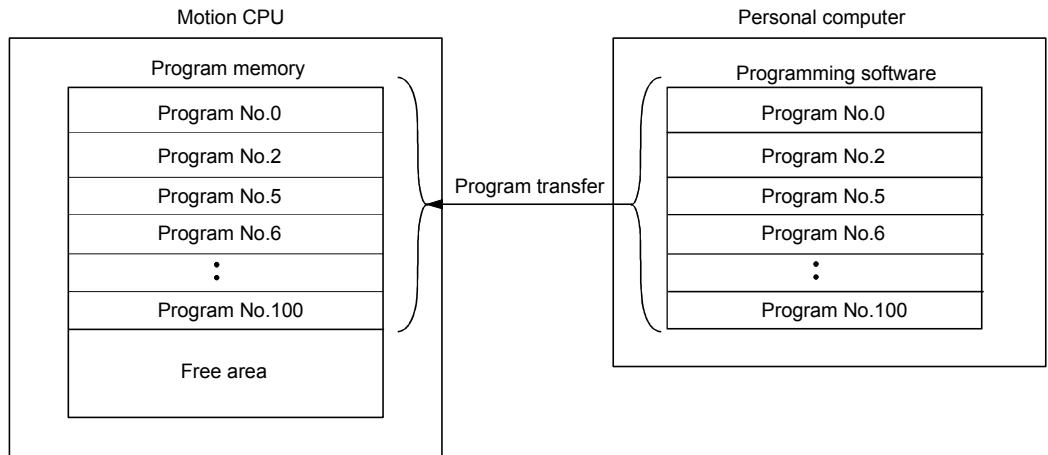 Motion CPU
Program memory
Program No.0
Program No.2
Program No.5
Program No.6
:
Program No.100
Free area
Program transfer
Personal computer
Programming software
Program No.0
Program No.2
Program No.5
Program No.6
:
Program No.100